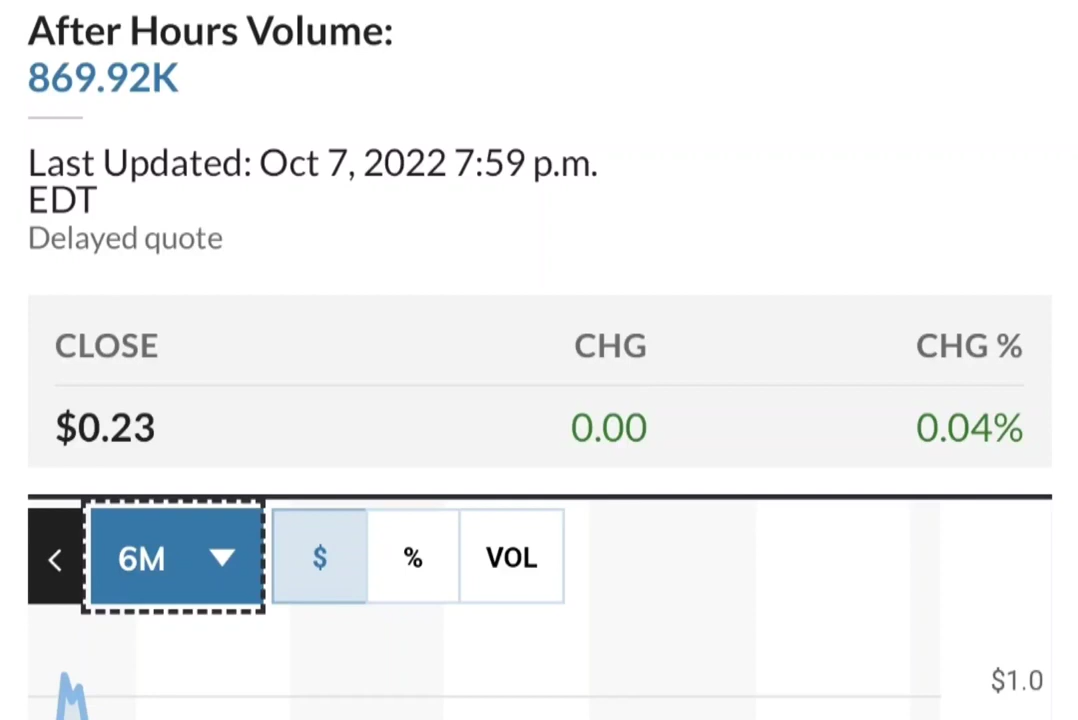 After Hours Volume:
869.92K
Last Updated: Oct 7, 2022 7:59 p.m.
EDT
Delayed quote
CLOSE CHG CHG %
$0.23 0.00 0.04%
6M $ % VOL
$1.0